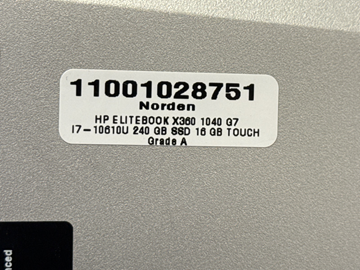 11001028751
Norden
HP ELITEBOOK X360 1040 G7
I7-10610U 240 GB SSD 16 GB TOUCH
Grade A